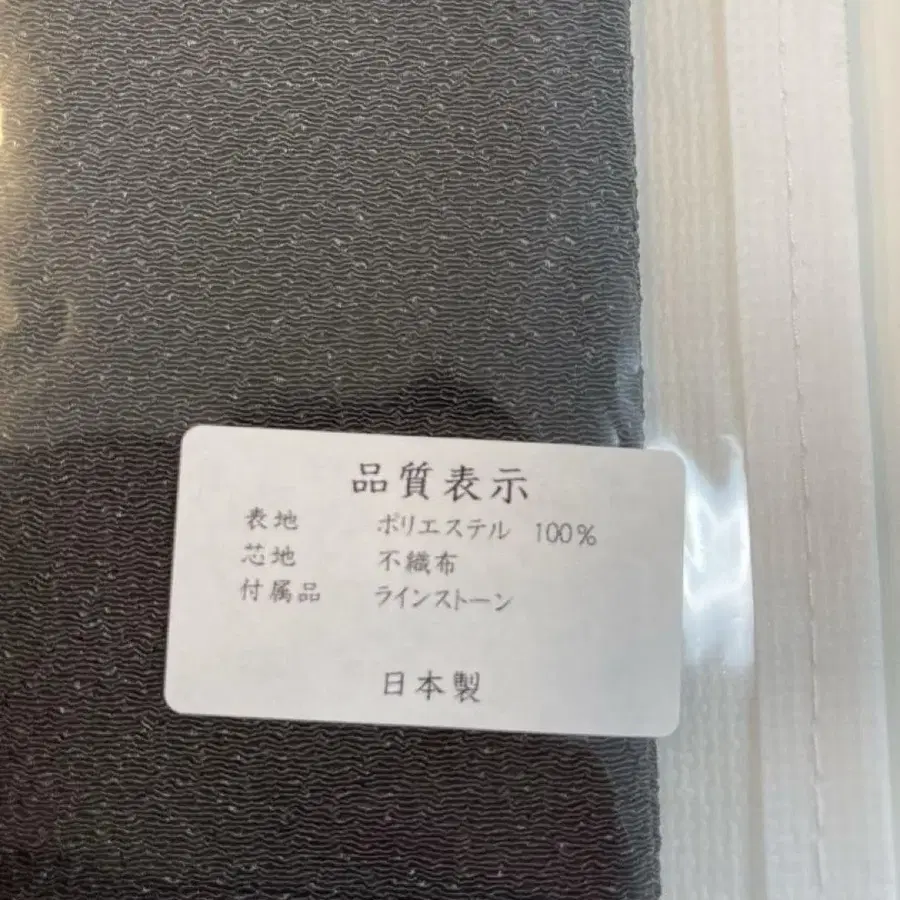 品質表示
表地 ポリエステル 100%
芯地 不織布
付属品 ラインストーン
日本製